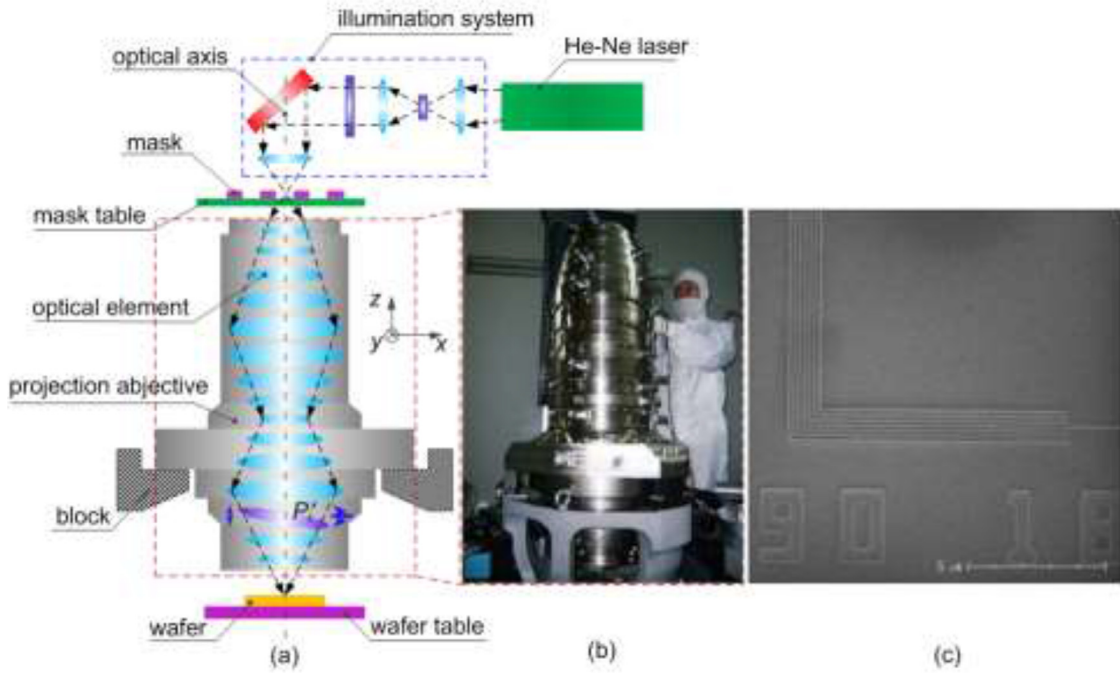 illumination system
optical axis
He-Ne laser
mask
mask table
optical element
z
y
x
projection abjective
block
P'
wafer
wafer table
90 18
(a)
(b)
(c)